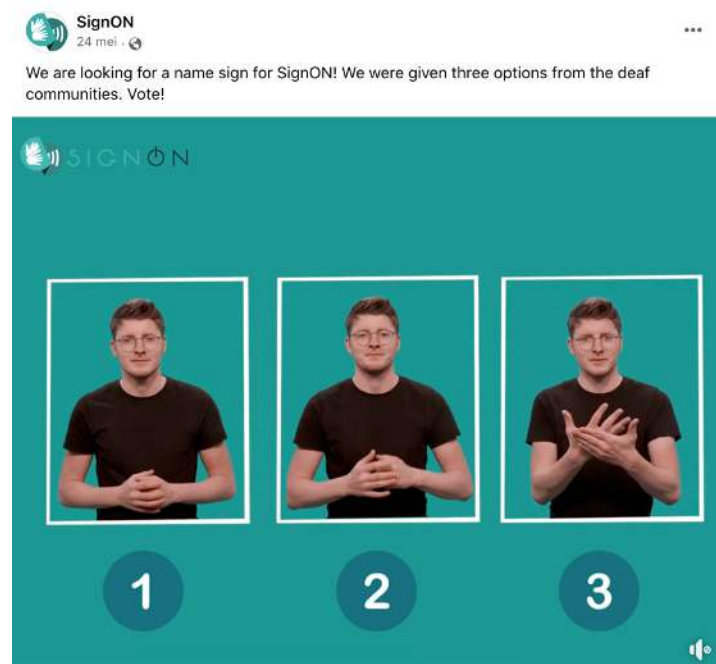 SignON
24 mei ·
We are looking for a name sign for SignON! We were given three options from the deaf
communities. Vote!
SIGNON
1
2
3